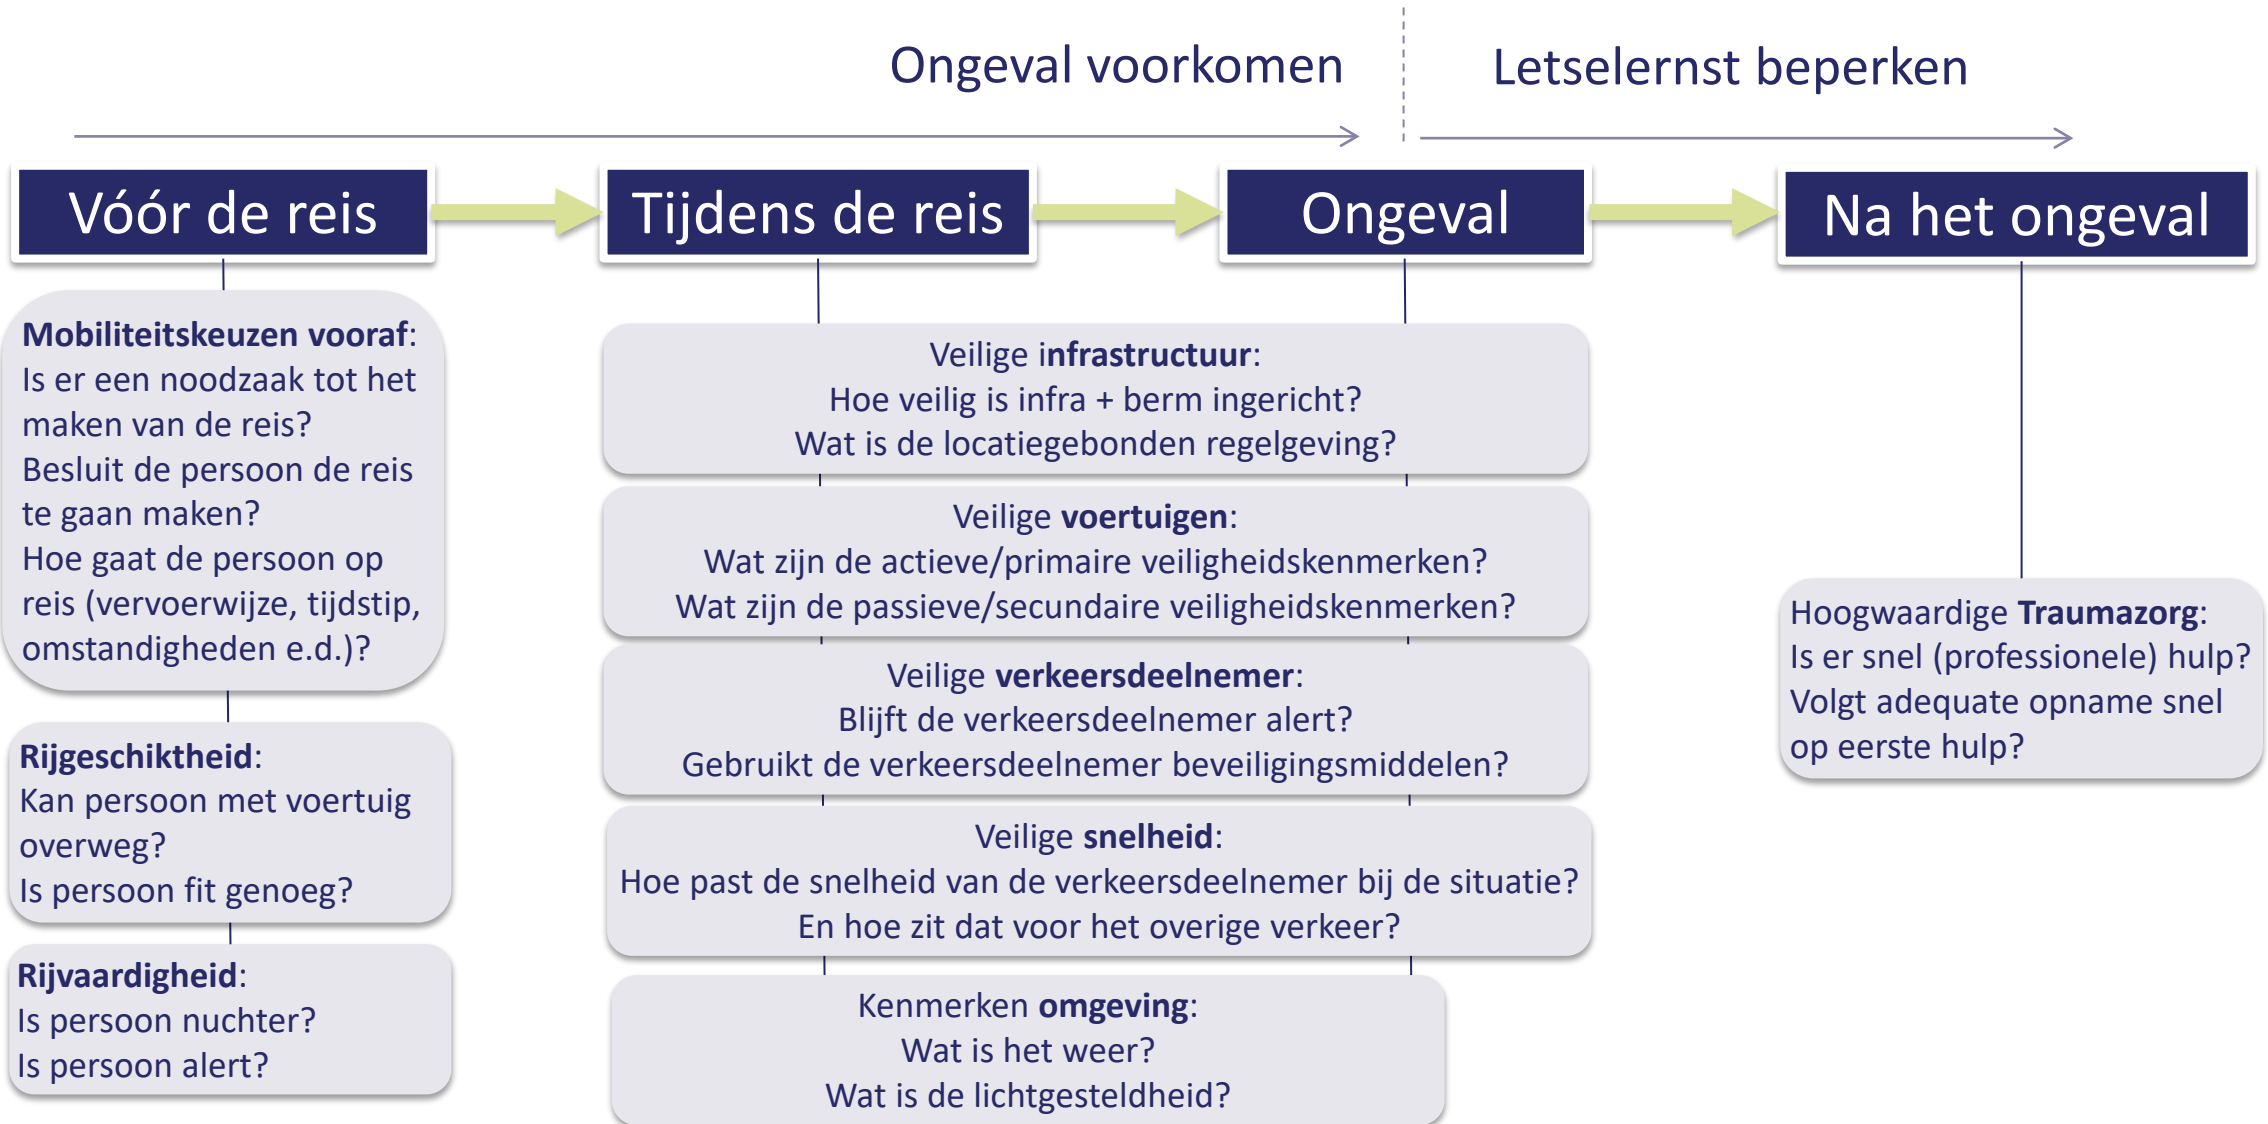 Ongeval voorkomen
Letselernst beperken
Vóór de reis
Tijdens de reis
Ongeval
Na het ongeval
Mobiliteitskeuzen vooraf:
Is er een noodzaak tot het
maken van de reis?
Besluit de persoon de reis
te gaan maken?
Hoe gaat de persoon op
reis (vervoerwijze, tijdstip,
omstandigheden e.d.)?
Rijgeschiktheid:
Kan persoon met voertuig
overweg?
Is persoon fit genoeg?
Rijvaardigheid:
Is persoon nuchter?
Is persoon alert?
Veilige infrastructuur:
Hoe veilig is infra + berm ingericht?
Wat is de locatiegebonden regelgeving?
Veilige voertuigen:
Wat zijn de actieve/primaire veiligheidskenmerken?
Wat zijn de passieve/secundaire veiligheidskenmerken?
Veilige verkeersdeelnemer:
Blijft de verkeersdeelnemer alert?
Gebruikt de verkeersdeelnemer beveiligingsmiddelen?
Veilige snelheid:
Hoe past de snelheid van de verkeersdeelnemer bij de situatie?
En hoe zit dat voor het overige verkeer?
Kenmerken omgeving:
Wat is het weer?
Wat is de lichtgesteldheid?
Hoogwaardige Traumazorg:
Is er snel (professionele) hulp?
Volgt adequate opname snel
op eerste hulp?